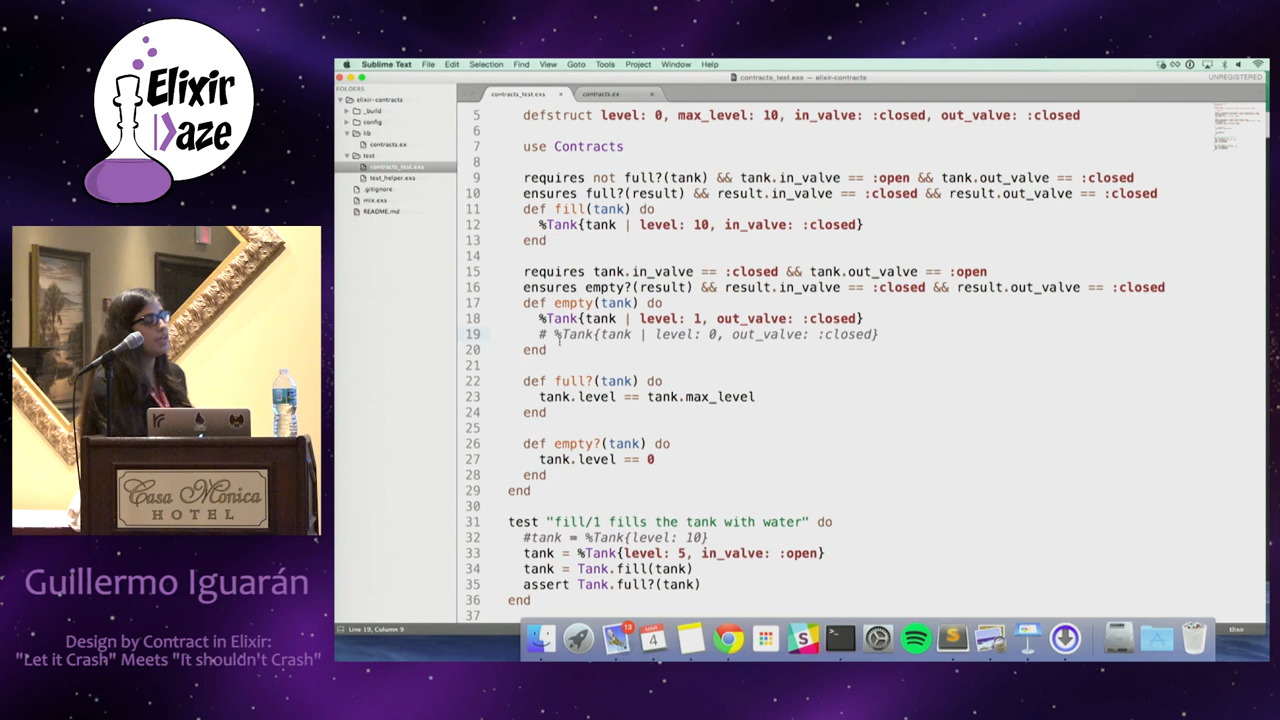 Elixir
Daze
Sublime Text File Edit Selection Find View Goto Tools Project Window Help
contracts_test.exs — elixir-contracts
UNREGISTERED
FOLDERS
elixir-contracts
_build
config
lib
contracts.ex
test
contracts_test.exs
test_helper.exs
.gitignore
mix.exs
README.md
contracts_test.exs
contracts.ex
5 defstruct level: 0, max_level: 10, in_valve: :closed, out_valve: :closed
6
7 use Contracts
8
9 requires not full?(tank) && tank.in_valve == :open && tank.out_valve == :closed
10 ensures full?(result) && result.in_valve == :closed && result.out_valve == :closed
11 def fill(tank) do
12 %Tank{tank | level: 10, in_valve: :closed}
13 end
14
15 requires tank.in_valve == :closed && tank.out_valve == :open
16 ensures empty?(result) && result.in_valve == :closed && result.out_valve == :closed
17 def empty(tank) do
18 %Tank{tank | level: 1, out_valve: :closed}
19 # %Tank{tank | level: 0, out_valve: :closed}
20 end
21
22 def full?(tank) do
23 tank.level == tank.max_level
24 end
25
26 def empty?(tank) do
27 tank.level == 0
28 end
29 end
30
31 test "fill/1 fills the tank with water" do
32 #tank = %Tank{level: 10}
33 tank = %Tank{level: 5, in_valve: :open}
34 tank = Tank.fill(tank)
35 assert Tank.full?(tank)
36 end
37
Line 19, Column 9
Elixir
13
MAR
4
Casa Monica
HOTEL
Guillermo Iguarán
Design by Contract in Elixir:
"Let it Crash" Meets "It shouldn't Crash"